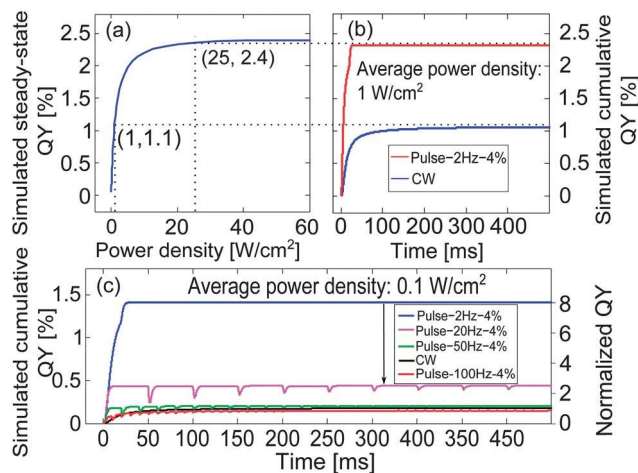 (a)
Simulated steady-state
QY [%]
2.5
2
1.5
1
0.5
0
(25, 2.4)
(1,1.1)
0 20 40 60
Power density [W/cm²]
(b)
Average power density:
1 W/cm²
Pulse-2Hz-4%
CW
2.5
2
1.5
1
0.5
0
Simulated cumulative
QY [%]
0 100 200 300 400
Time [ms]
(c)
Average power density: 0.1 W/cm²
Simulated cumulative
QY [%]
1.5
1
0.5
0
Pulse-2Hz-4%
Pulse-20Hz-4%
Pulse-50Hz-4%
CW
Pulse-100Hz-4%
8
6
4
2
0
Normalized QY
0 50 100 150 200 250 300 350 400 450
Time [ms]